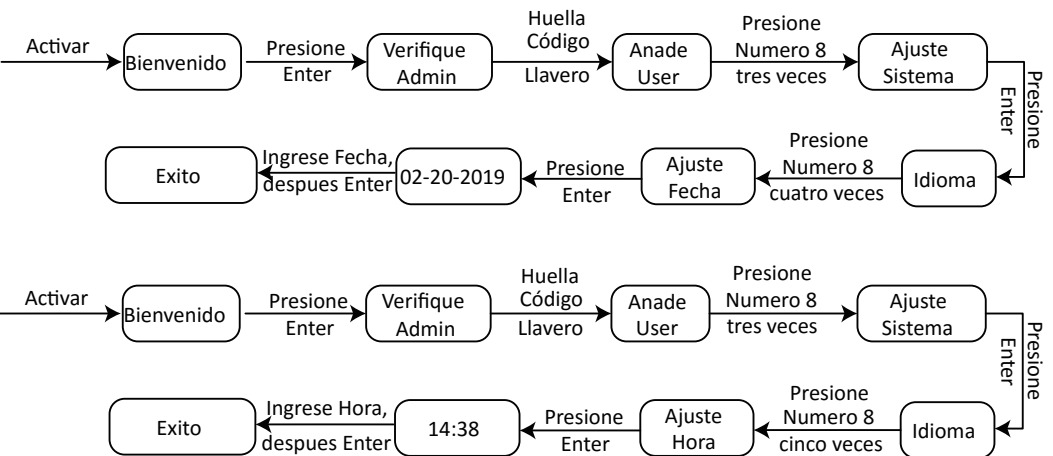 Activar
Bienvenido
Presione
Enter
Verifique
Admin
Huella
Código
Llavero
Anade
User
Presione
Numero 8
tres veces
Ajuste
Sistema
Presione
Enter
Idioma
Presione
Numero 8
cuatro veces
Ajuste
Fecha
Presione
Enter
02-20-2019
Ingrese Fecha,
despues Enter
Exito
Activar
Bienvenido
Presione
Enter
Verifique
Admin
Huella
Código
Llavero
Anade
User
Presione
Numero 8
tres veces
Ajuste
Sistema
Presione
Enter
Idioma
Presione
Numero 8
cinco veces
Ajuste
Hora
Presione
Enter
14:38
Ingrese Hora,
despues Enter
Exito